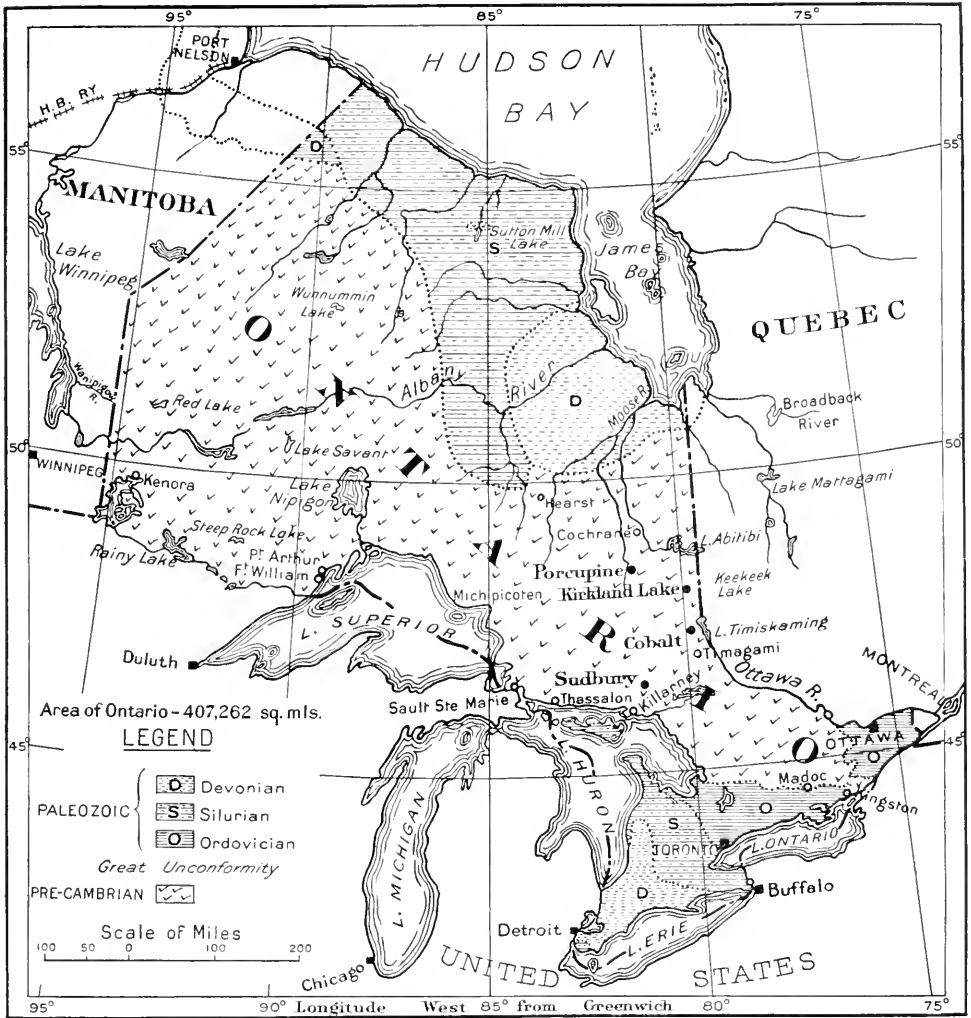 95°
85°
75°
PORT
NELSON
HUDSON
BAY
H.B. RY
55°
55°
D
MANITOBA
Lake
Winnipeg
Sutton Mill
Lake
S
James
Bay
Wunnummin
Lake
QUEBEC
O
N
T
A
R
I
O
Albany River
D
Moose R.
Wanipigou
R.
Red Lake
Broadback
River
50°
50°
WINNIPEG
Kenora
Lake Savant
Lake
Nipigon
Hearst
Lake Mattagami
Steep Rock Lake
Cochrane
L. Abitibi
Rainy Lake
Pt. Arthur
Ft. William
Porcupine
Keekeek
Lake
Michipicoten
Kirkland Lake
L. SUPERIOR
Cobalt
L. Timiskaming
Timagami
Duluth
Ottawa R.
MONTREAL
Sudbury
Sault Ste Marie
Thassalon
Killarney
Area of Ontario - 407,262 sq. mls.
45°
45°
OTTAWA
O
LEGEND
L. HURON
Madoc
Kingston
O
PALEOZOIC
D Devonian
S Silurian
O Ordovician
S
TORONTO
L. ONTARIO
Great Unconformity
L. MICHIGAN
PRE-CAMBRIAN
D
Buffalo
Scale of Miles
100 50 0 100 200
Detroit
L. ERIE
Chicago
UNITED STATES
95° 90° Longitude 85° West from Greenwich 80° 75°